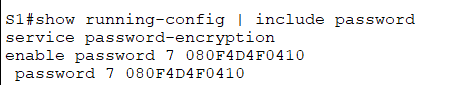 S1#show running-config | include password
service password-encryption
enable password 7 080F4D4F0410
 password 7 080F4D4F0410